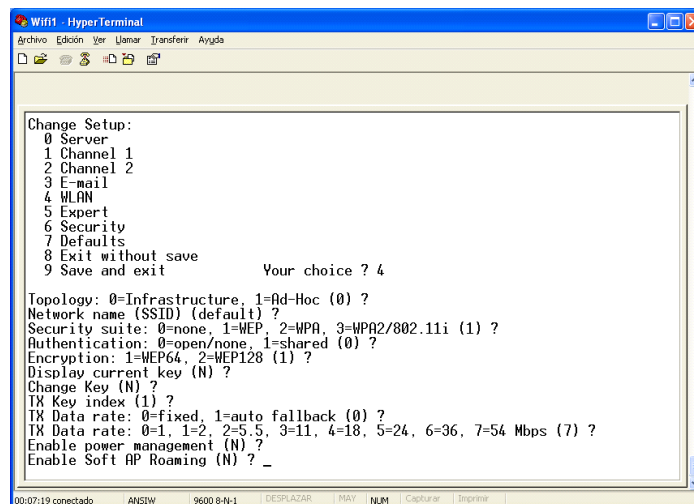 Wifi1 - HyperTerminal
Archivo Edición Ver Llamar Transferir Ayuda
Change Setup:
0 Server
1 Channel 1
2 Channel 2
3 E-mail
4 WLAN
5 Expert
6 Security
7 Defaults
8 Exit without save
9 Save and exit Your choice ? 4
Topology: 0=Infrastructure, 1=Ad-Hoc (0) ?
Network name (SSID) (default) ?
Security suite: 0=none, 1=WEP, 2=WPA, 3=WPA2/802.11i (1) ?
Authentication: 0=open/none, 1=shared (0) ?
Encryption: 1=WEP64, 2=WEP128 (1) ?
Display current key (N) ?
Change Key (N) ?
TX Key index (1) ?
TX Data rate: 0=fixed, 1=auto fallback (0) ?
TX Data rate: 0=1, 1=2, 2=5.5, 3=11, 4=18, 5=24, 6=36, 7=54 Mbps (7) ?
Enable power management (N) ?
Enable Soft AP Roaming (N) ? _
00:07:19 conectado ANSIW 9600 8-N-1 DESPLAZAR MAY NUM Capturar Imprimir